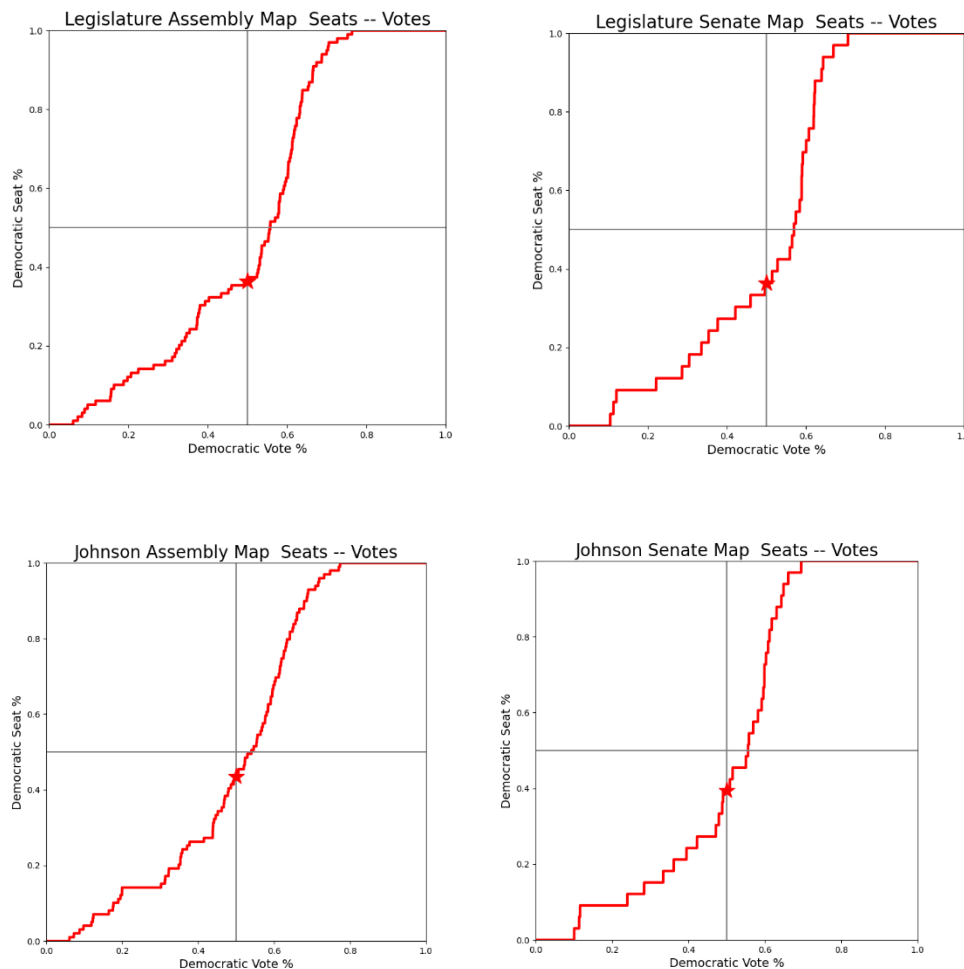 Legislature Assembly Map  Seats -- Votes
1.0
0.8
0.6
0.4
0.2
0.0
Democratic Seat %
0.0 0.2 0.4 0.6 0.8 1.0
Democratic Vote %
Legislature Senate Map  Seats -- Votes
1.0
0.8
0.6
0.4
0.2
0.0
Democratic Seat %
0.0 0.2 0.4 0.6 0.8 1.0
Democratic Vote %
Johnson Assembly Map  Seats -- Votes
1.0
0.8
0.6
0.4
0.2
0.0
Democratic Seat %
0.0 0.2 0.4 0.6 0.8 1.0
Democratic Vote %
Johnson Senate Map  Seats -- Votes
1.0
0.8
0.6
0.4
0.2
0.0
Democratic Seat %
0.0 0.2 0.4 0.6 0.8 1.0
Democratic Vote %